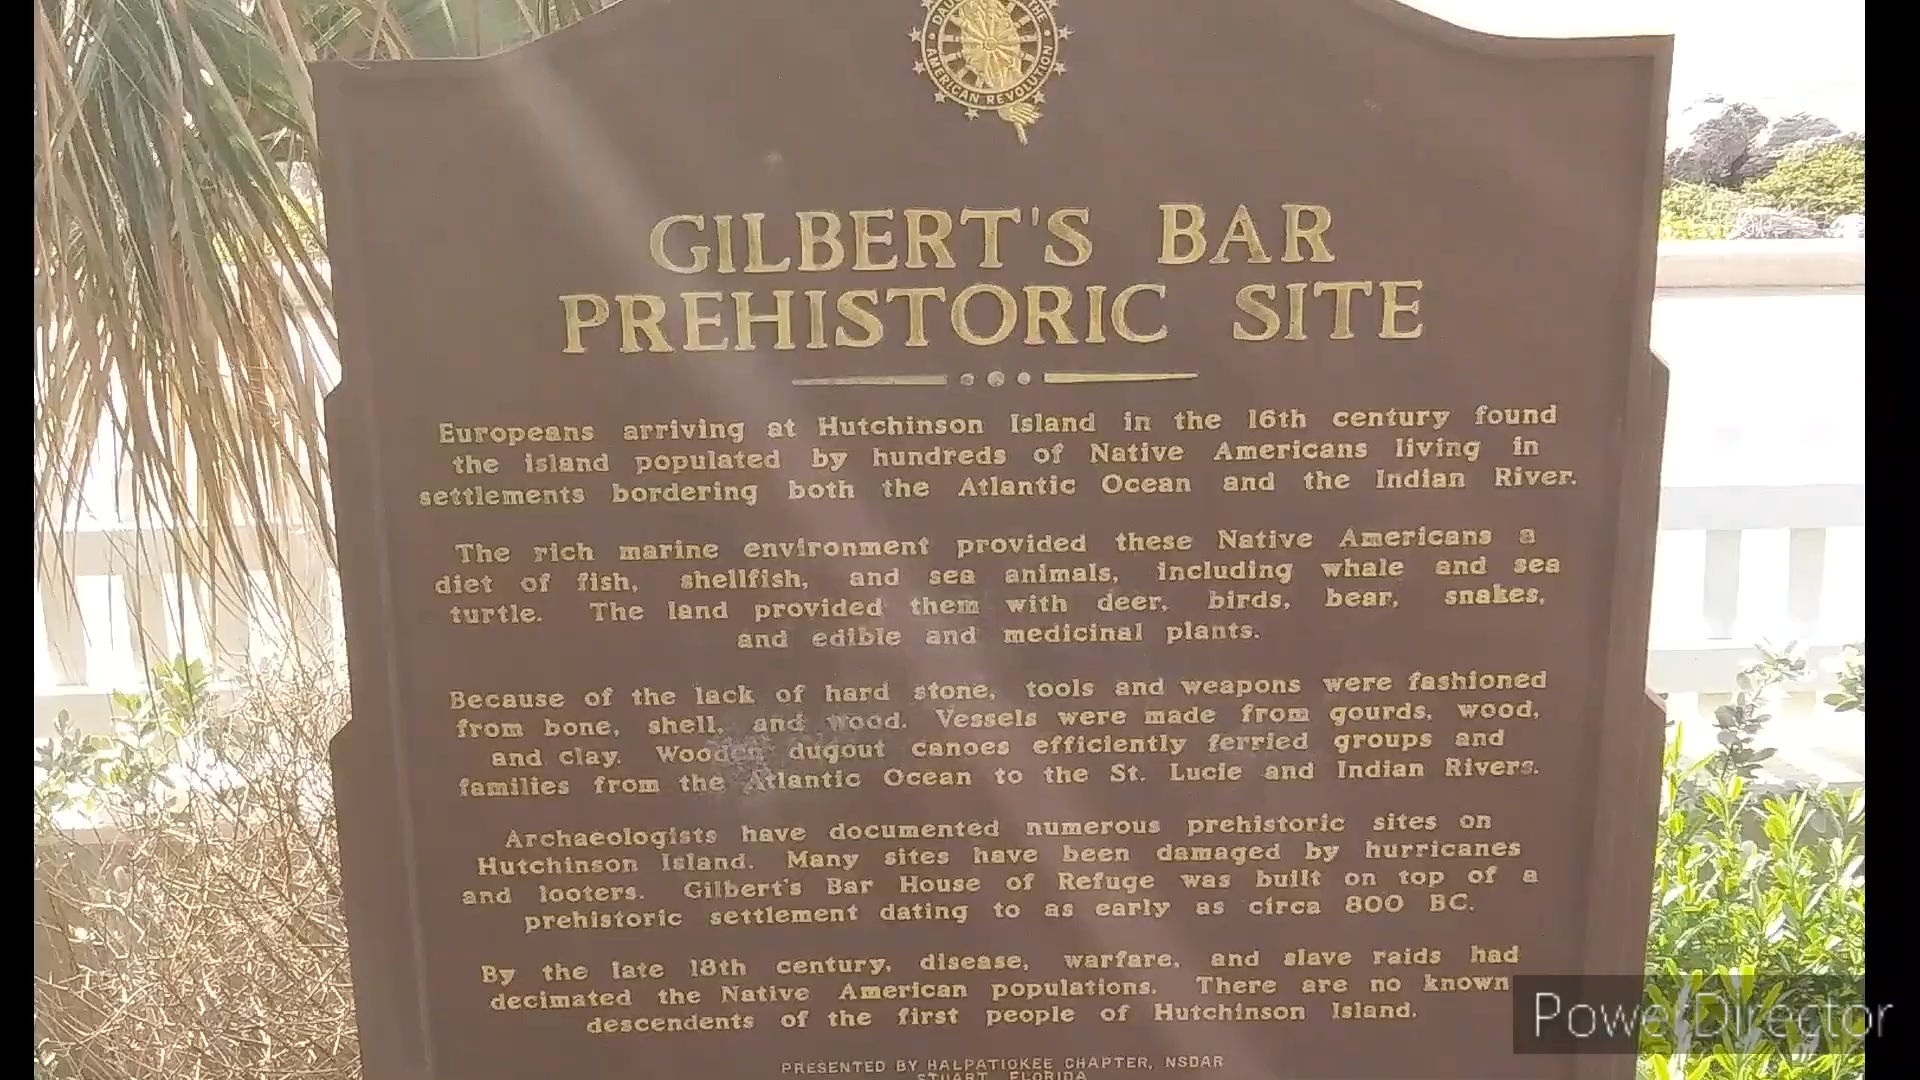 DAU THE
AMERICAN REVOLUTION
GILBERT'S BAR
PREHISTORIC SITE
Europeans arriving at Hutchinson Island in the 16th century found
the island populated by hundreds of Native Americans living in
settlements bordering both the Atlantic Ocean and the Indian River.
The rich marine environment provided these Native Americans a
diet of fish, shellfish, and sea animals, including whale and sea
turtle. The land provided them with deer, birds, bear, snakes,
and edible and medicinal plants.
Because of the lack of hard stone, tools and weapons were fashioned
from bone, shell, and wood. Vessels were made from gourds, wood,
and clay. Wooden dugout canoes efficiently ferried groups and
families from the Atlantic Ocean to the St. Lucie and Indian Rivers.
Archaeologists have documented numerous prehistoric sites on
Hutchinson Island. Many sites have been damaged by hurricanes
and looters. Gilbert's Bar House of Refuge was built on top of a
prehistoric settlement dating to as early as circa 800 BC.
By the late 18th century, disease, warfare, and slave raids had
decimated the Native American populations. There are no known
descendents of the first people of Hutchinson Island.
PRESENTED BY HALPATIOKEE CHAPTER, NSDAR
STUART, FLORIDA
PowerDirector